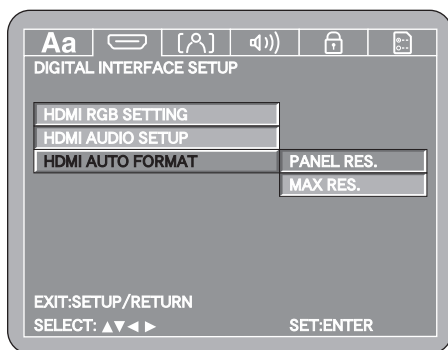 Aa
DIGITAL INTERFACE SETUP
HDMI RGB SETTING
HDMI AUDIO SETUP
HDMI AUTO FORMAT PANEL RES.
MAX RES.
EXIT:SETUP/RETURN
SELECT: ▲▼◄ ► SET:ENTER